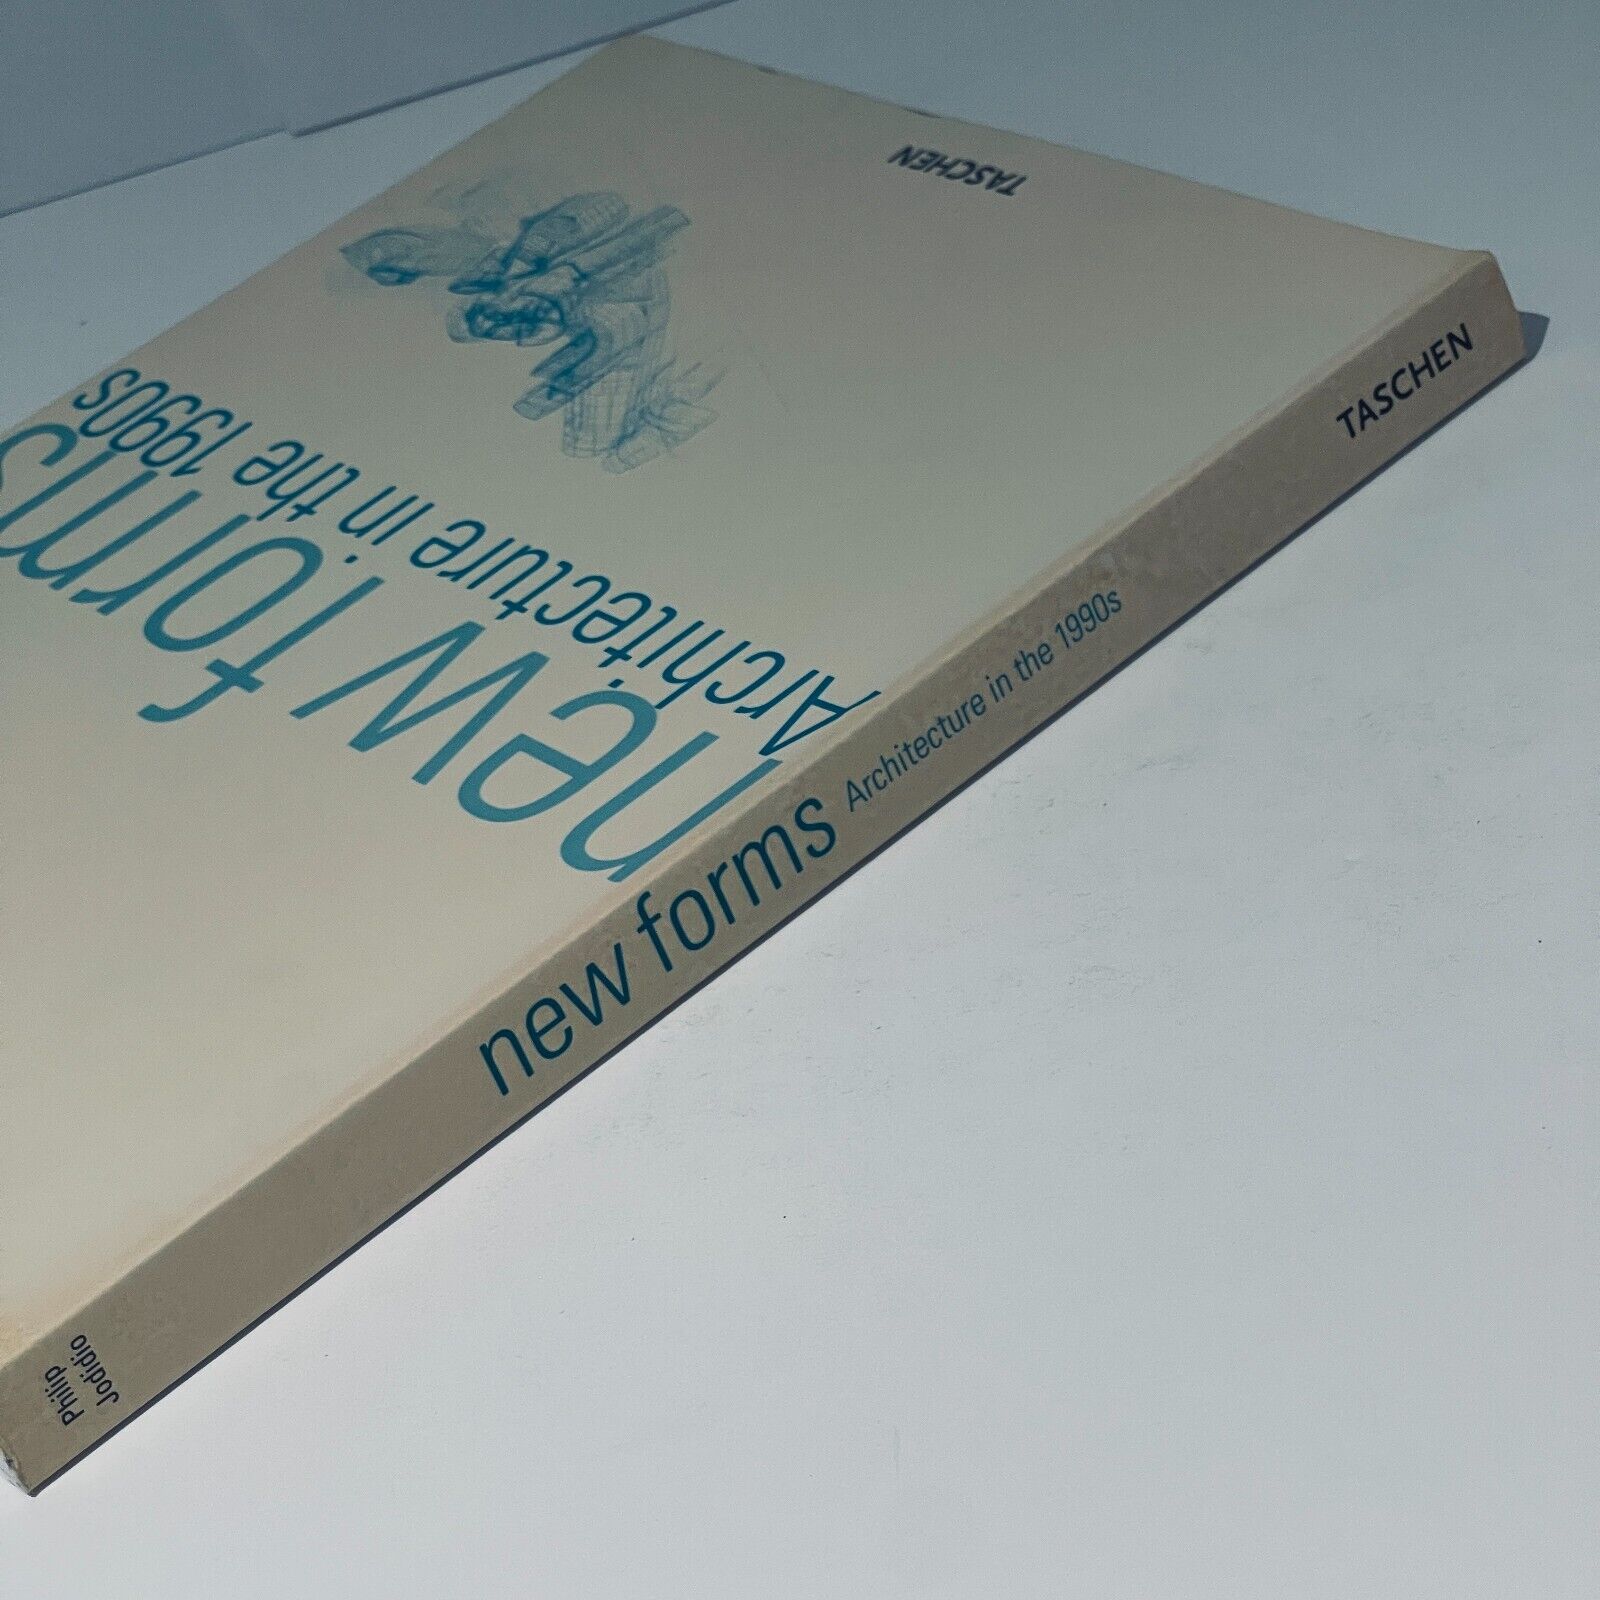 new forms
Architecture in the 1990s
TASCHEN
Philip
Jodidio
new forms
Architecture in the 1990s
TASCHEN